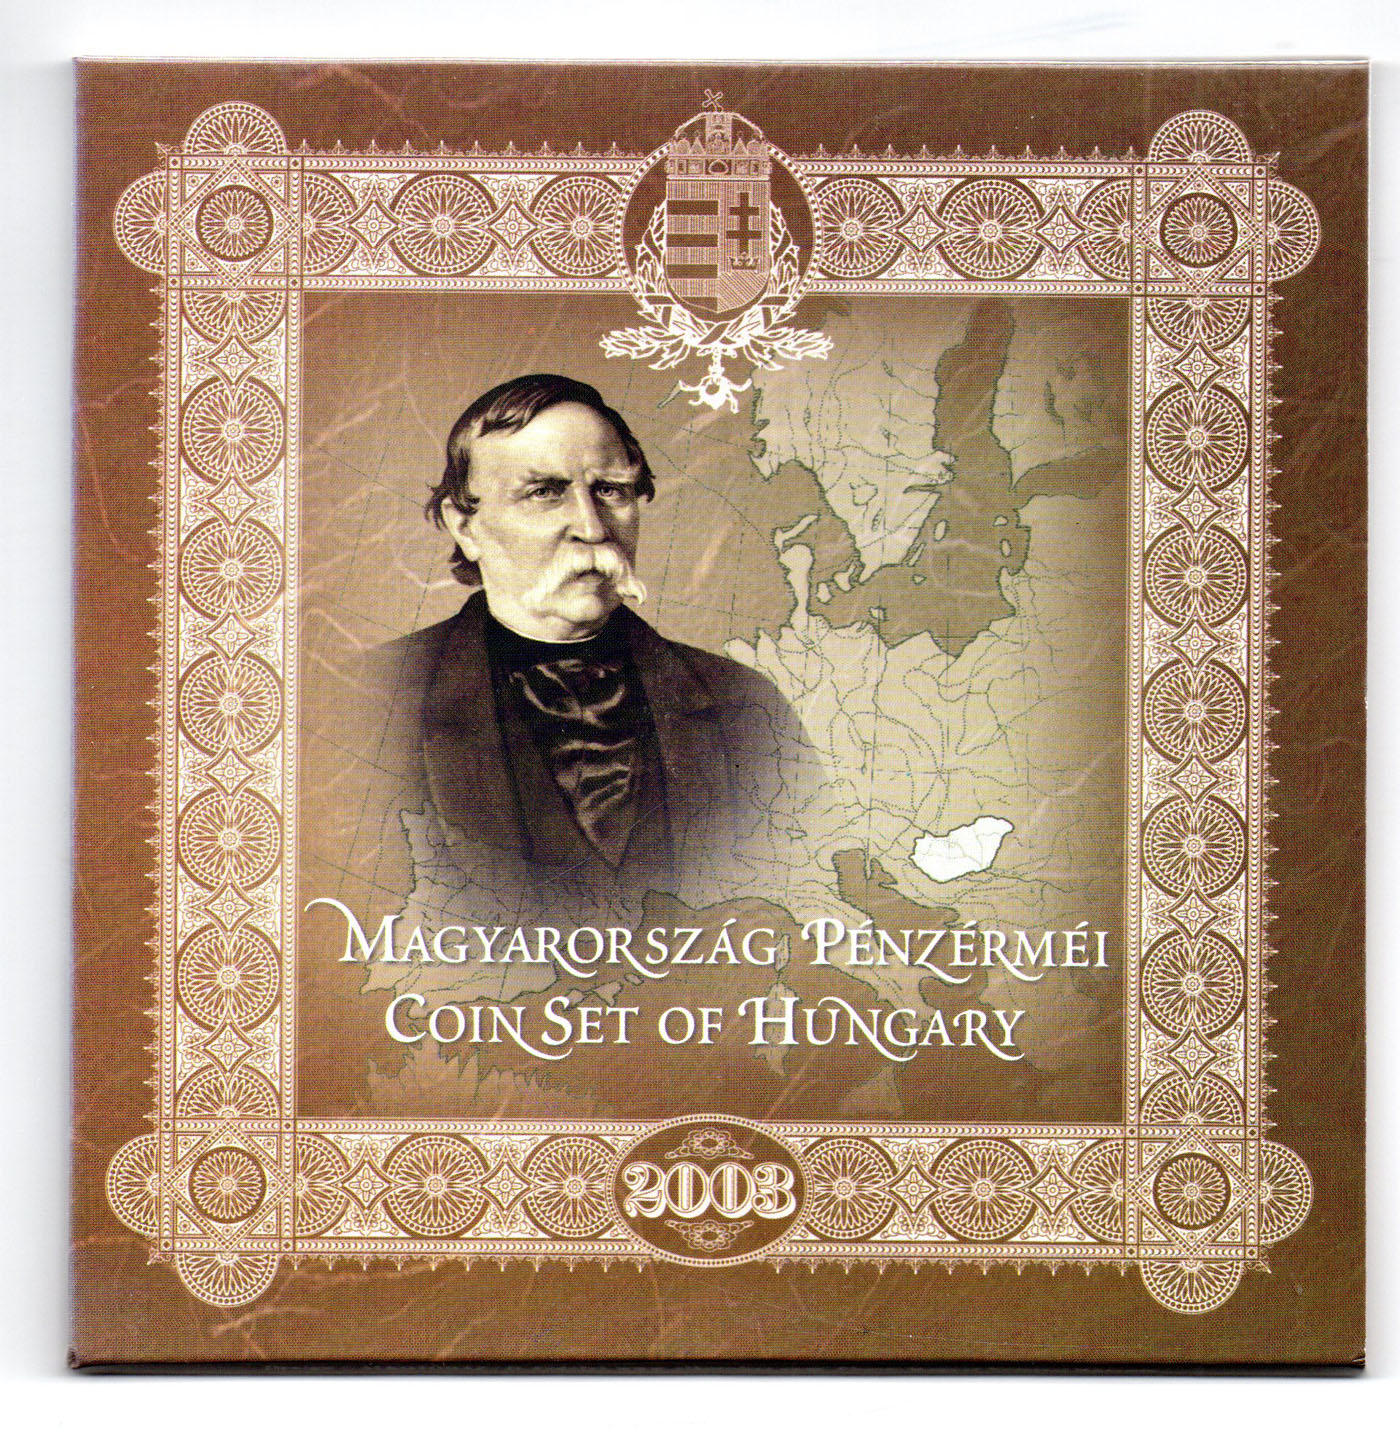 Magyarország Pénzérméi
Coin Set of Hungary
2003